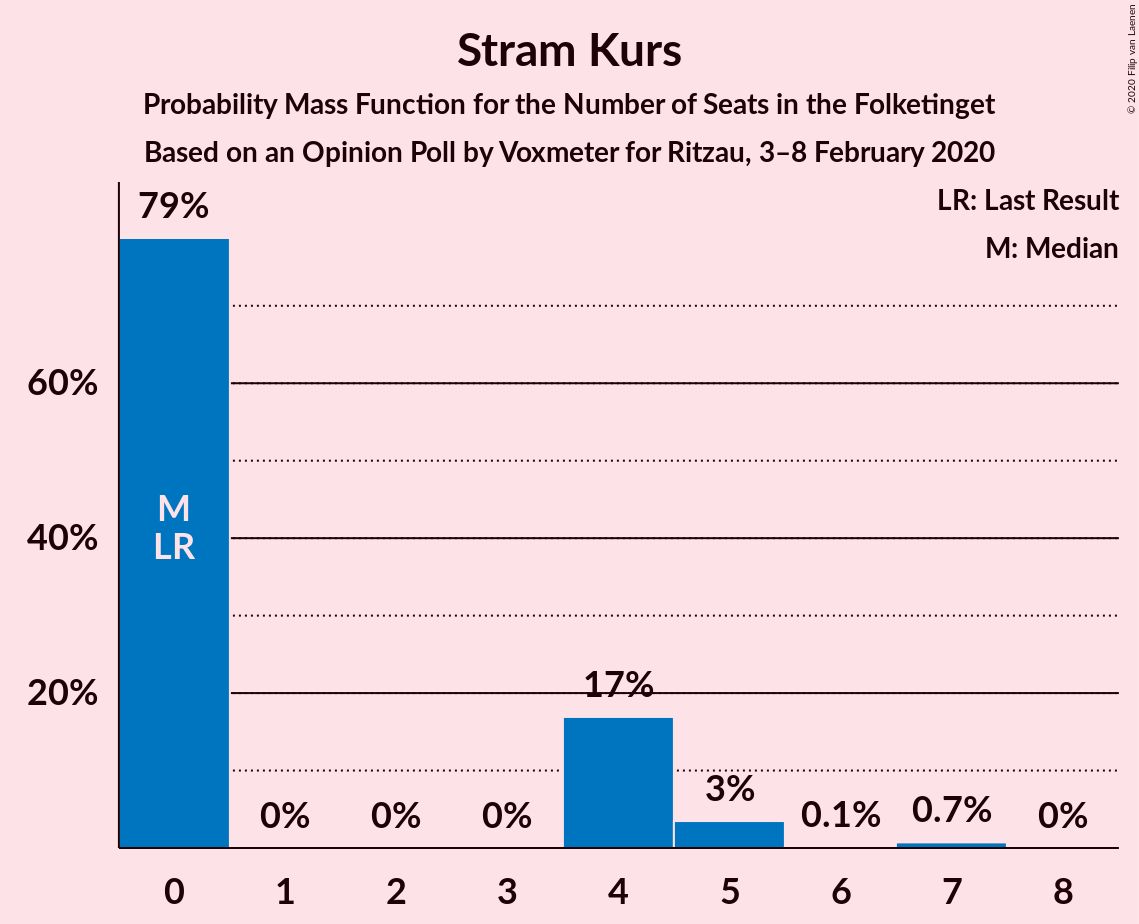 Stram Kurs
Probability Mass Function for the Number of Seats in the Folketinget
Based on an Opinion Poll by Voxmeter for Ritzau, 3–8 February 2020
© 2020 Filip van Laenen
LR: Last Result
M: Median
79%
60%
40%
20%
M
LR
0%
0%
0%
17%
3%
0.1%
0.7%
0%
0 1 2 3 4 5 6 7 8